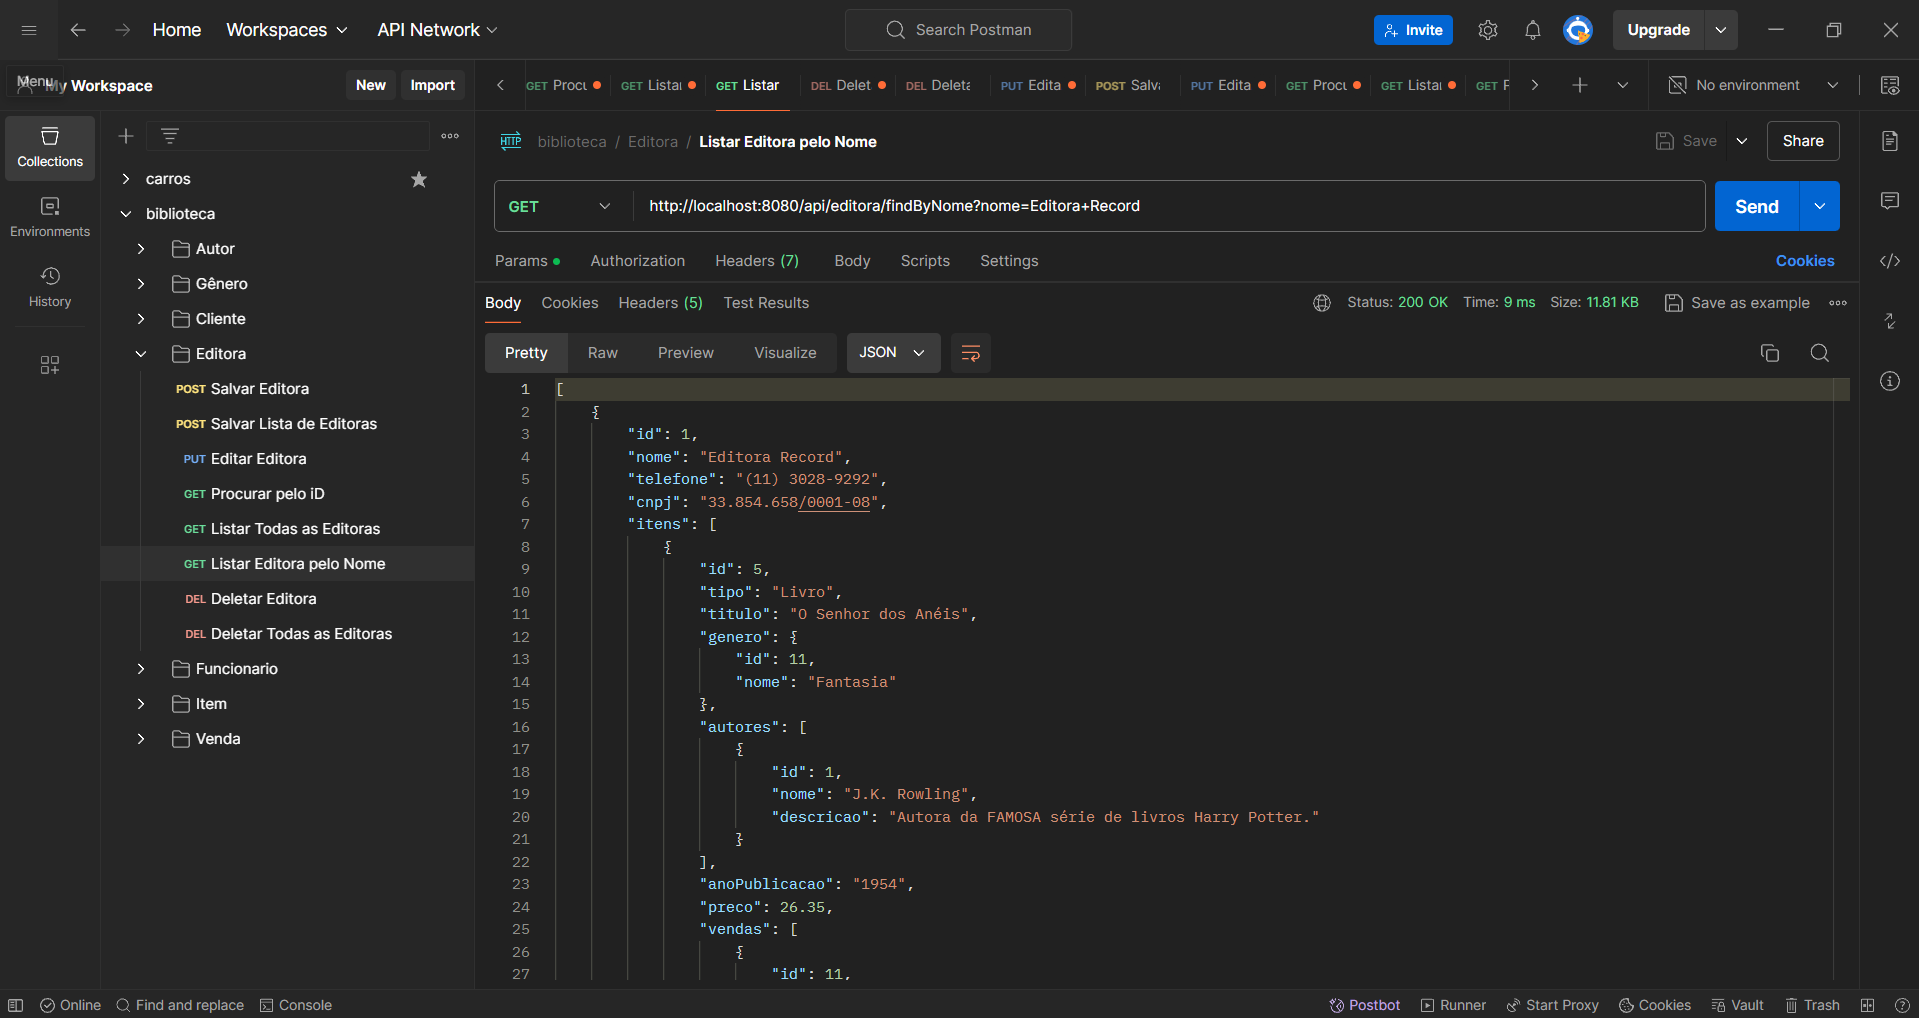 Home Workspaces API Network Search Postman Invite Upgrade
Menu My Workspace New Import GET Procu GET Listar GET Listar DEL Delet DEL Deleta PUT Edita POST Salva PUT Edita GET Procu GET Listar GET No environment
Collections
Environments
History
carros
biblioteca
Autor
Gênero
Cliente
Editora
POST Salvar Editora
POST Salvar Lista de Editoras
PUT Editar Editora
GET Procurar pelo iD
GET Listar Todas as Editoras
GET Listar Editora pelo Nome
DEL Deletar Editora
DEL Deletar Todas as Editoras
Funcionario
Item
Venda
HTTP biblioteca / Editora / Listar Editora pelo Nome Save Share
GET http://localhost:8080/api/editora/findByNome?nome=Editora+Record Send
Params Authorization Headers (7) Body Scripts Settings Cookies
Body Cookies Headers (5) Test Results Status: 200 OK Time: 9 ms Size: 11.81 KB Save as example
Pretty Raw Preview Visualize JSON
1 [
2 {
3 "id": 1,
4 "nome": "Editora Record",
5 "telefone": "(11) 3028-9292",
6 "cnpj": "33.854.658/0001-08",
7 "itens": [
8 {
9 "id": 5,
10 "tipo": "Livro",
11 "titulo": "O Senhor dos Anéis",
12 "genero": {
13 "id": 11,
14 "nome": "Fantasia"
15 },
16 "autores": [
17 {
18 "id": 1,
19 "nome": "J.K. Rowling",
20 "descricao": "Autora da FAMOSA série de livros Harry Potter."
21 }
22 ],
23 "anoPublicacao": "1954",
24 "preco": 26.35,
25 "vendas": [
26 {
27 "id": 11,
Online Find and replace Console Postbot Runner Start Proxy Cookies Vault Trash